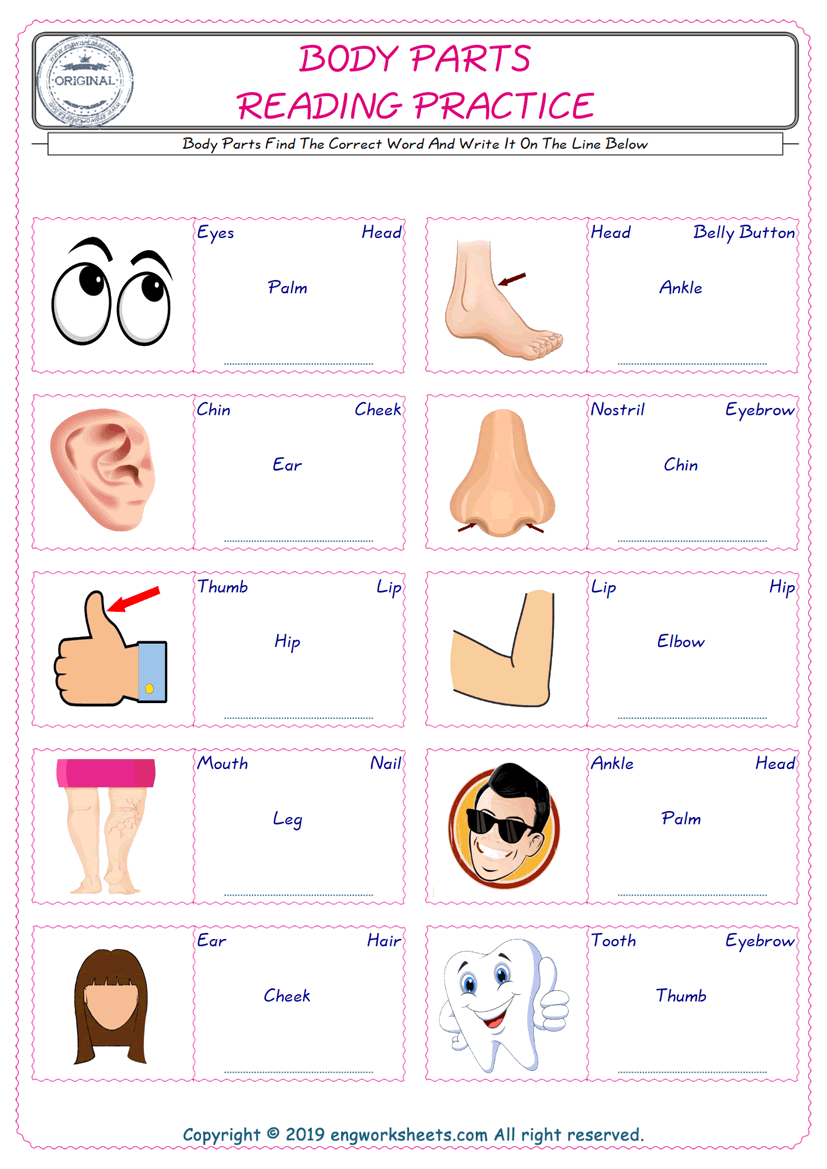 ORIGINAL
BODY PARTS
READING PRACTICE
Body Parts Find The Correct Word And Write It On The Line Below
Eyes Head
Palm
Head Belly Button
Ankle
Chin Cheek
Ear
Nostril Eyebrow
Chin
Thumb Lip
Hip
Lip Hip
Elbow
Mouth Nail
Leg
Ankle Head
Palm
Ear Hair
Cheek
Tooth Eyebrow
Thumb
Copyright © 2019 engworksheets.com All right reserved.